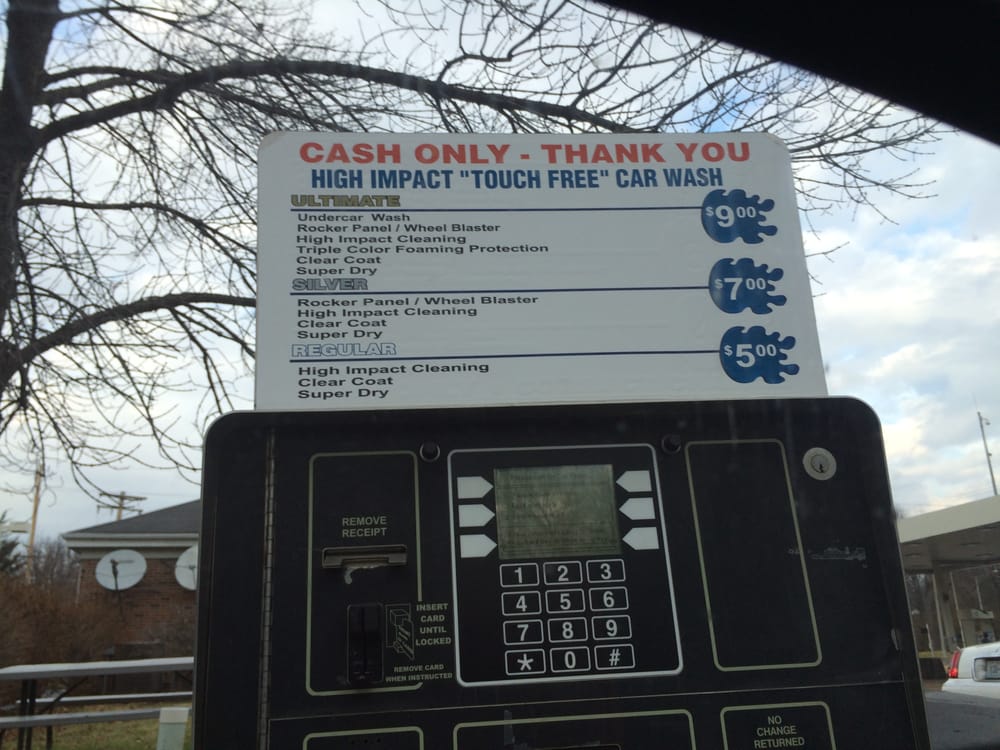 CASH ONLY - THANK YOU
HIGH IMPACT "TOUCH FREE" CAR WASH
ULTIMATE
$9.00
Undercar Wash
Rocker Panel / Wheel Blaster
High Impact Cleaning
Triple Color Foaming Protection
Clear Coat
Super Dry
SILVER
$7.00
Rocker Panel / Wheel Blaster
High Impact Cleaning
Clear Coat
Super Dry
REGULAR
$5.00
High Impact Cleaning
Clear Coat
Super Dry
REMOVE
RECEIPT
INSERT
CARD
UNTIL
LOCKED
REMOVE CARD
WHEN INSTRUCTED
1 2 3
4 5 6
7 8 9
* 0 #
NO
CHANGE
RETURNED